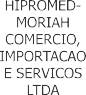 HIPROMED-
MORIAH
COMERCIO,
IMPORTACAO
E SERVICOS
LTDA